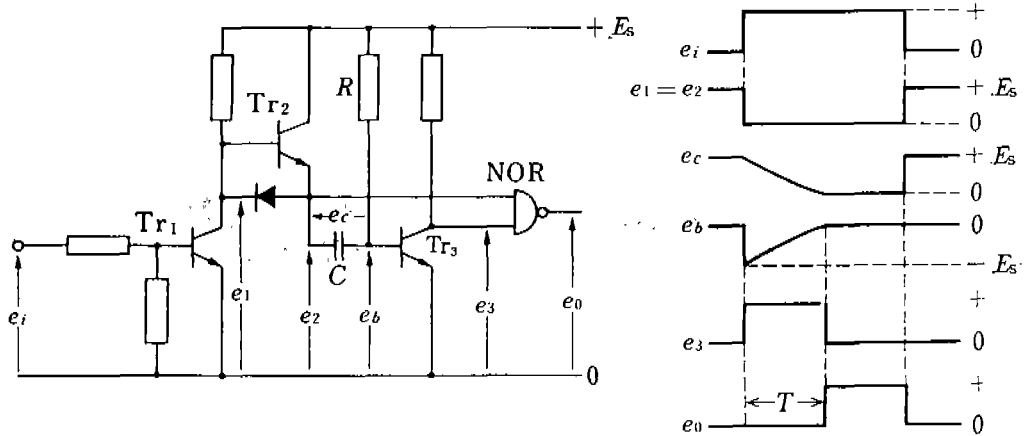 + Es
R
Tr₂
NOR
Tr₁
ec
Tr₃
C
ei
e₁
e₂
eb
e₃
e₀
0
+
ei
0
e₁ = e₂
+ Es
0
ec
+ Es
0
eb
0
− Es
+
e₃
0
+
T
e₀
0